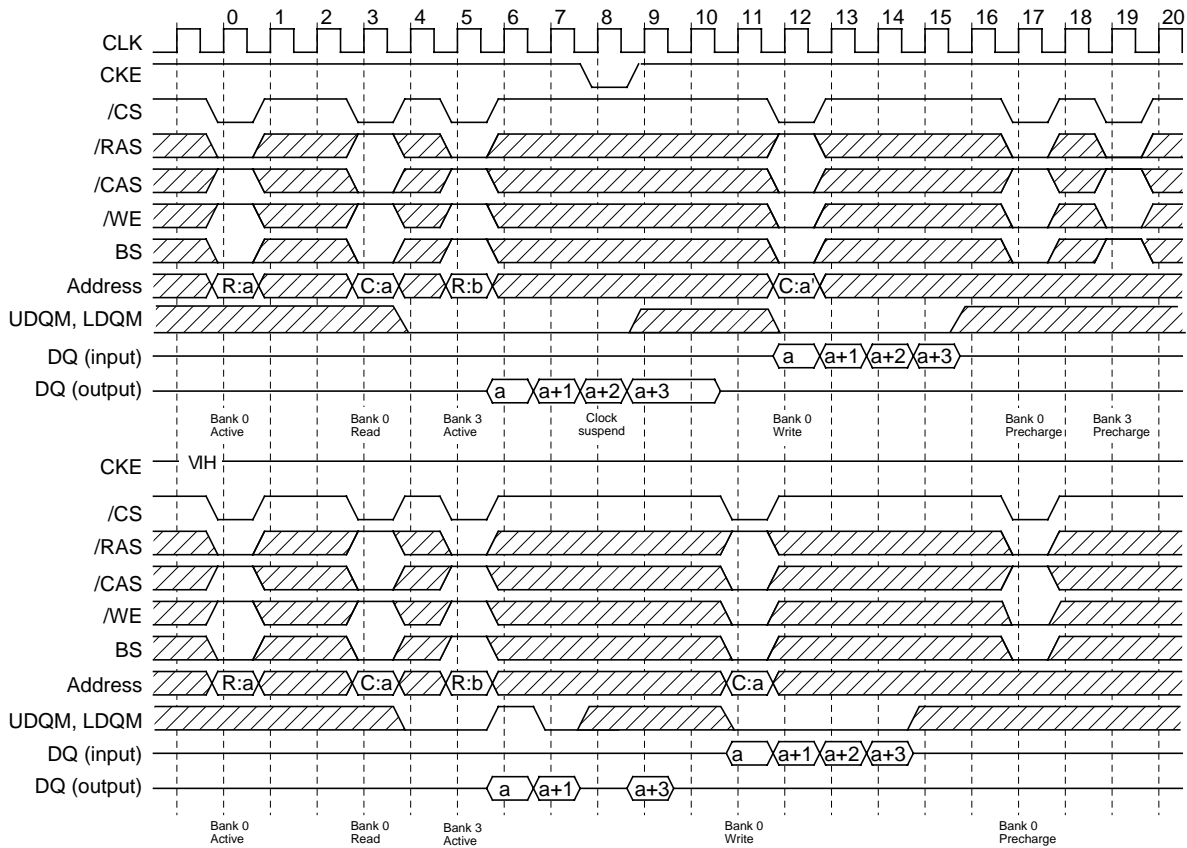 0 1 2 3 4 5 6 7 8 9 10 11 12 13 14 15 16 17 18 19 20
CLK
CKE
/CS
/RAS
/CAS
/WE
BS
Address R:a C:a R:b C:a'
UDQM, LDQM
DQ (input) a a+1 a+2 a+3
DQ (output) a a+1 a+2 a+3
Bank 0 Bank 0 Bank 3 Clock Bank 0 Bank 0 Bank 3
Active Read Active suspend Write Precharge Precharge
CKE VIH
/CS
/RAS
/CAS
/WE
BS
Address R:a C:a R:b C:a
UDQM, LDQM
DQ (input) a a+1 a+2 a+3
DQ (output) a a+1 a+3
Bank 0 Bank 0 Bank 3 Bank 0 Bank 0
Active Read Active Write Precharge